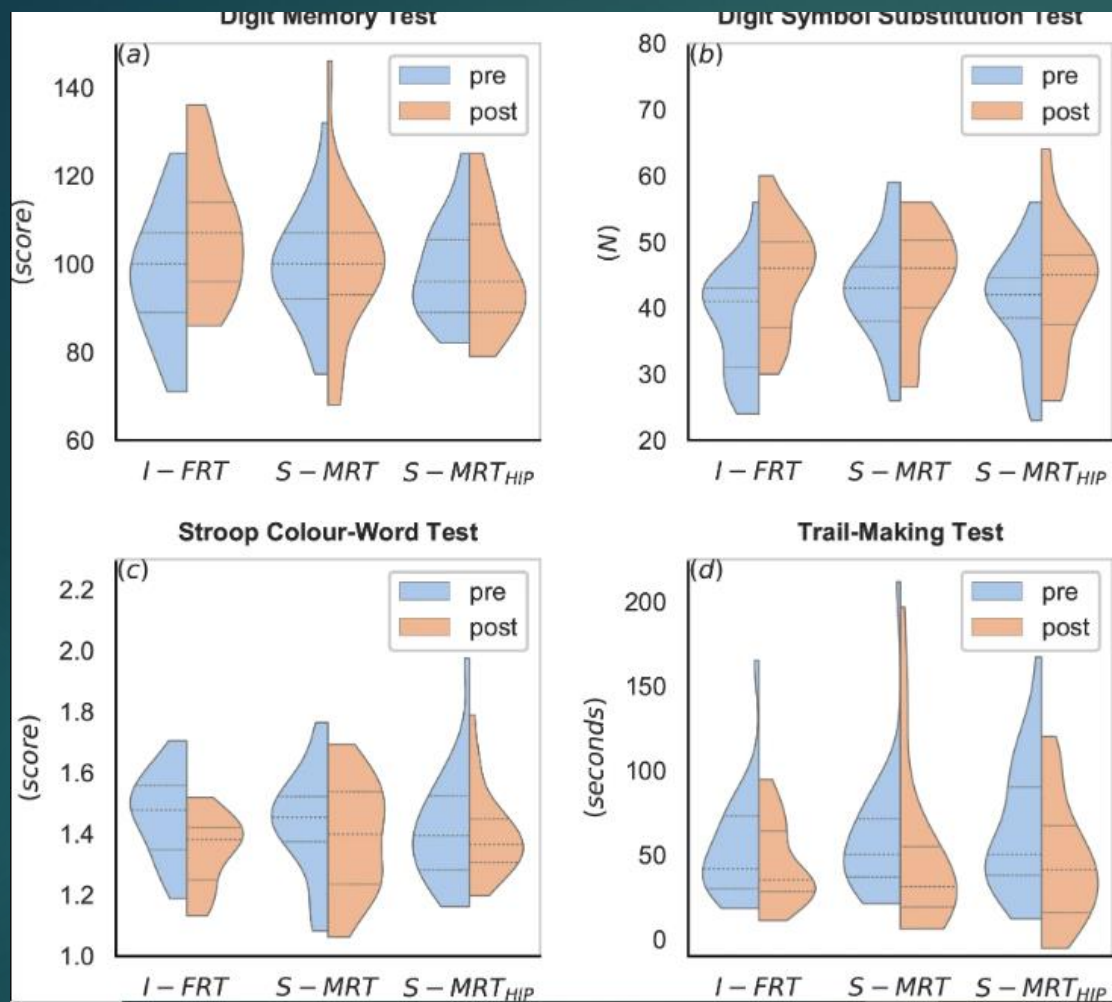 Digit Memory Test
(a)
pre
post
140
120
100
80
60
(score)
I − FRT S − MRT S − MRT_HIP
Digit Symbol Substitution Test
(b)
pre
post
80
70
60
50
40
30
20
(N)
I − FRT S − MRT S − MRT_HIP
Stroop Colour-Word Test
(c)
pre
post
2.2
2.0
1.8
1.6
1.4
1.2
1.0
(score)
I − FRT S − MRT S − MRT_HIP
Trail-Making Test
(d)
pre
post
200
150
100
50
0
(seconds)
I − FRT S − MRT S − MRT_HIP